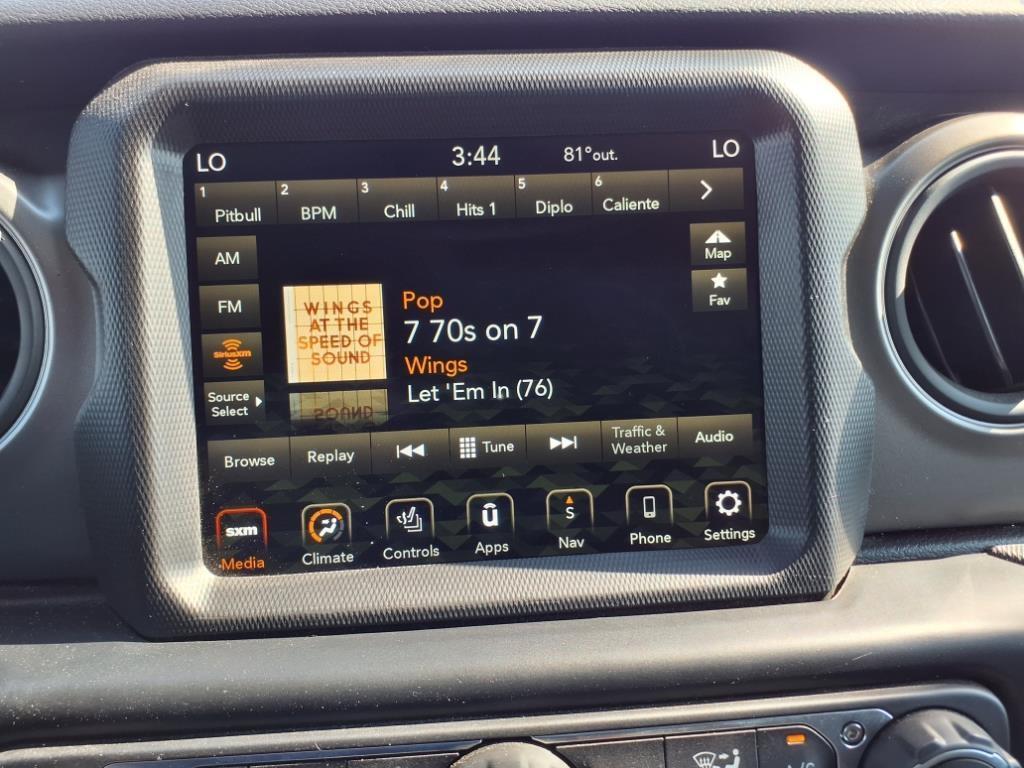 LO 3:44 81°out. LO
1 Pitbull 2 BPM 3 Chill 4 Hits 1 5 Diplo 6 Caliente
AM
Map
FM
Fav
SiriusXM
Source
Select
WINGS
AT THE
SPEED OF
SOUND
Pop
7 70s on 7
Wings
Let 'Em In (76)
SOUND
Browse Replay Tune Traffic &
Weather Audio
sxm û S
Media Climate Controls Apps Nav Phone Settings